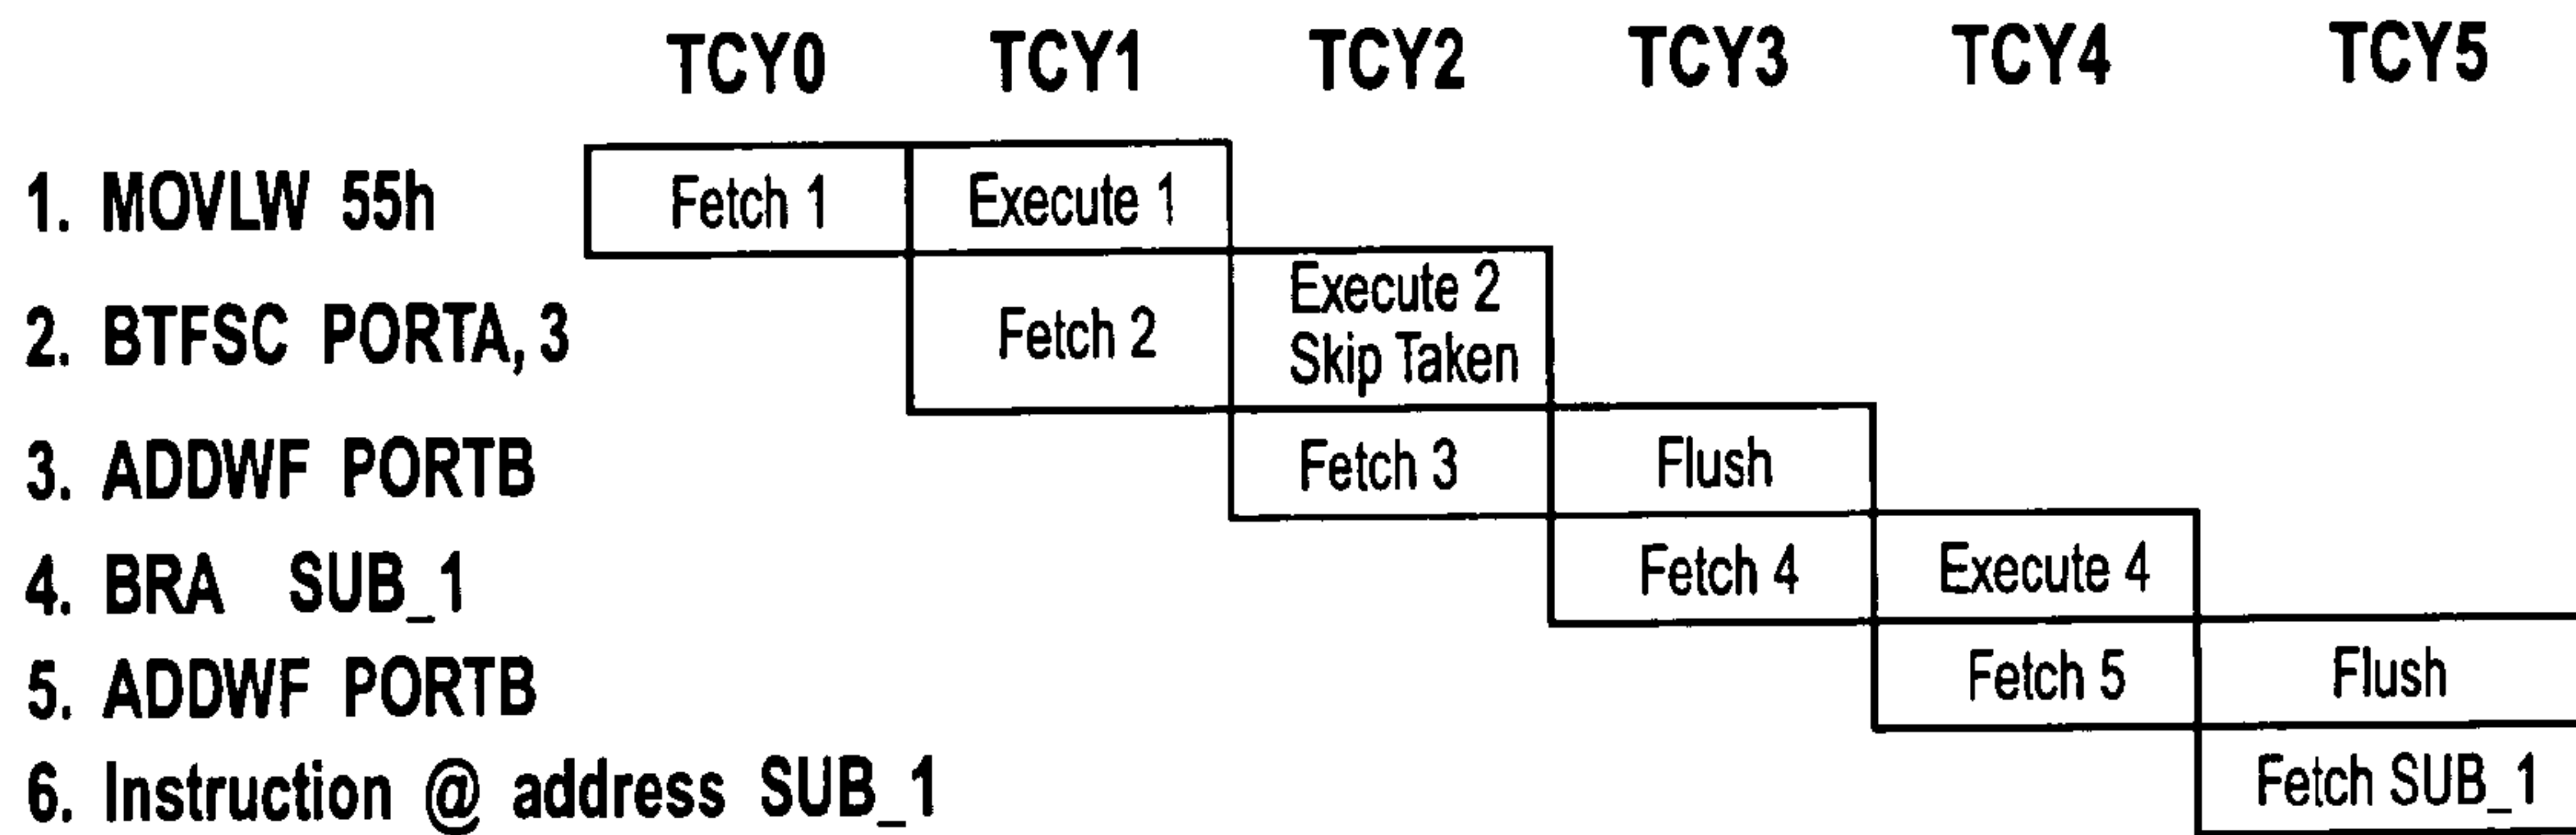 TCY0 TCY1 TCY2 TCY3 TCY4 TCY5
1. MOVLW 55h Fetch 1 Execute 1
2. BTFSC PORTA, 3 Fetch 2 Execute 2
Skip Taken
3. ADDWF PORTB Fetch 3 Flush
4. BRA SUB_1 Fetch 4 Execute 4
5. ADDWF PORTB Fetch 5 Flush
6. Instruction @ address SUB_1 Fetch SUB_1